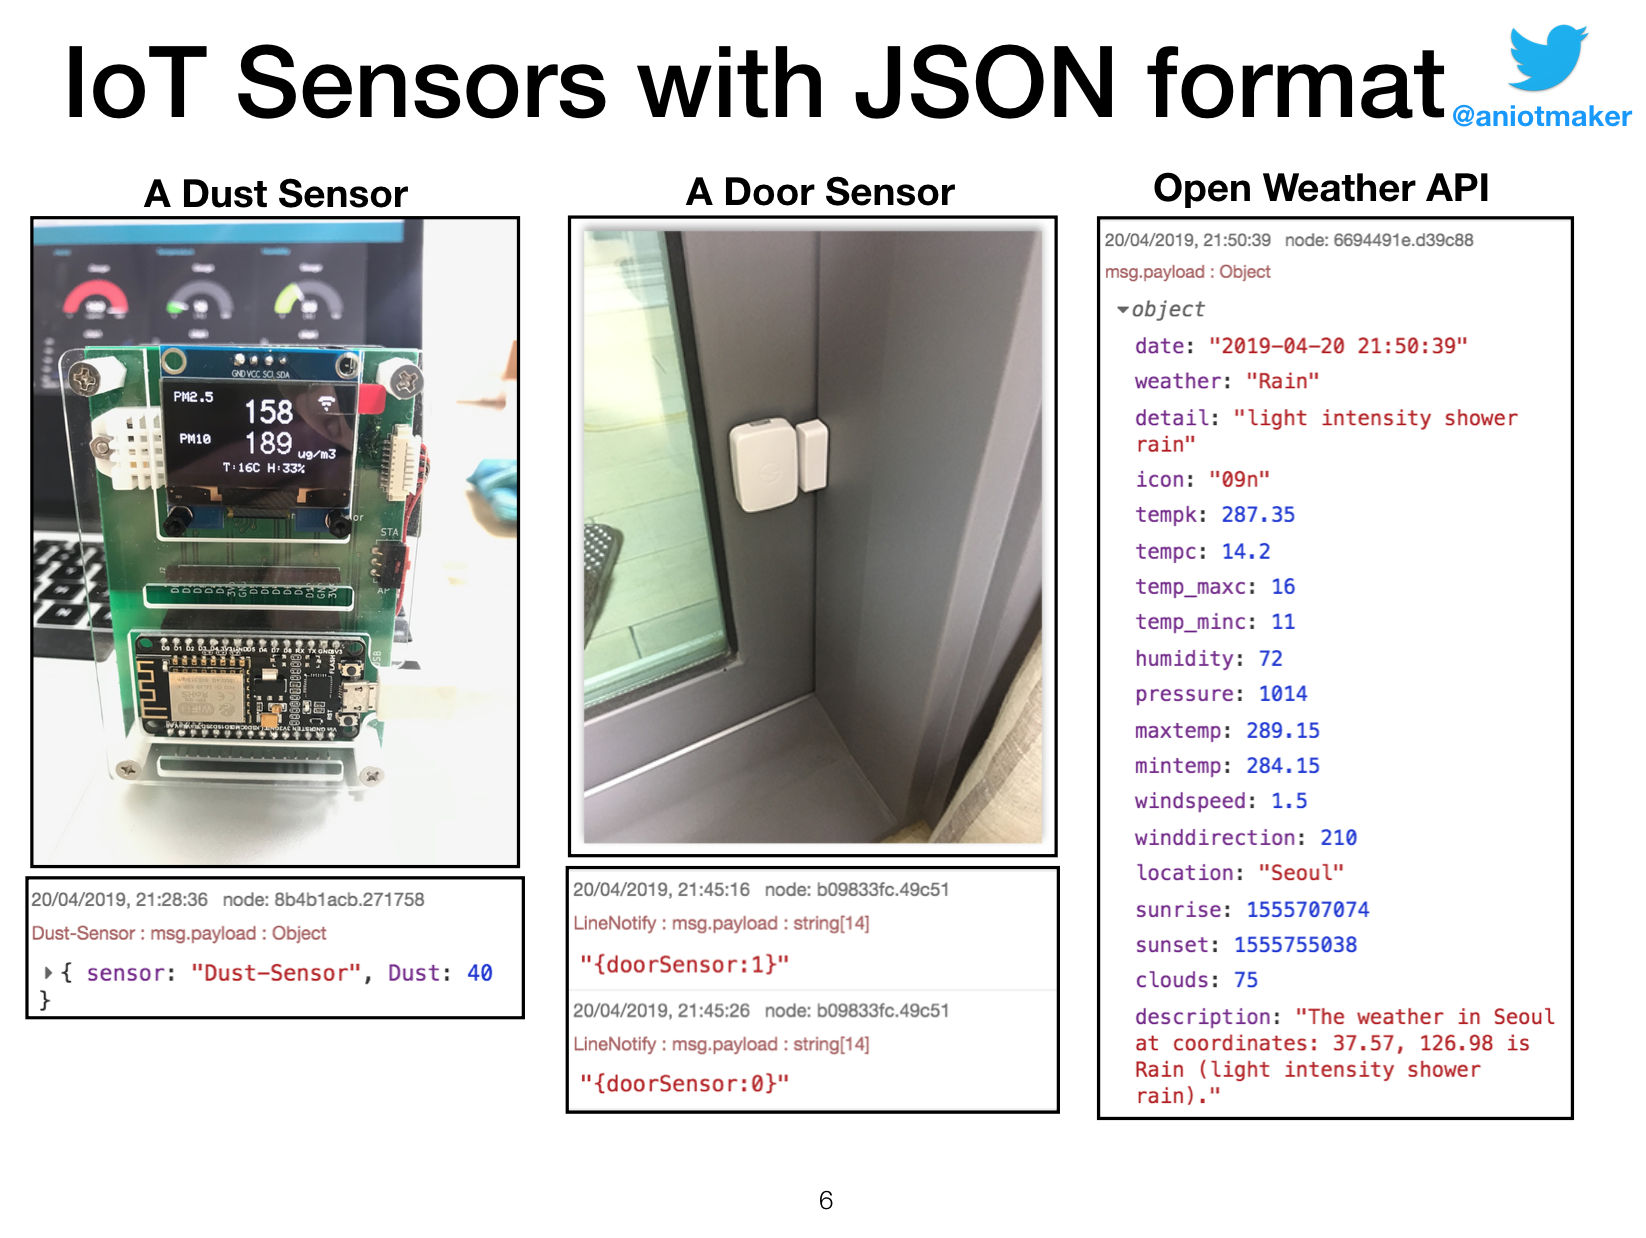 IoT Sensors with JSON format
@aniotmaker
A Dust Sensor
GND VCC SCL SDA
PM2.5
158
PM10
189 ug/m3
T:16C H:33%
STA
20/04/2019, 21:28:36 node: 8b4b1acb.271758
Dust-Sensor : msg.payload : Object
{ sensor: "Dust-Sensor", Dust: 40
}
A Door Sensor
20/04/2019, 21:45:16 node: b09833fc.49c51
LineNotify : msg.payload : string[14]
"{doorSensor:1}"
20/04/2019, 21:45:26 node: b09833fc.49c51
LineNotify : msg.payload : string[14]
"{doorSensor:0}"
Open Weather API
20/04/2019, 21:50:39 node: 6694491e.d39c88
msg.payload : Object
object
date: "2019-04-20 21:50:39"
weather: "Rain"
detail: "light intensity shower
rain"
icon: "09n"
tempk: 287.35
tempc: 14.2
temp_maxc: 16
temp_minc: 11
humidity: 72
pressure: 1014
maxtemp: 289.15
mintemp: 284.15
windspeed: 1.5
winddirection: 210
location: "Seoul"
sunrise: 1555707074
sunset: 1555755038
clouds: 75
description: "The weather in Seoul
at coordinates: 37.57, 126.98 is
Rain (light intensity shower
rain)."
6